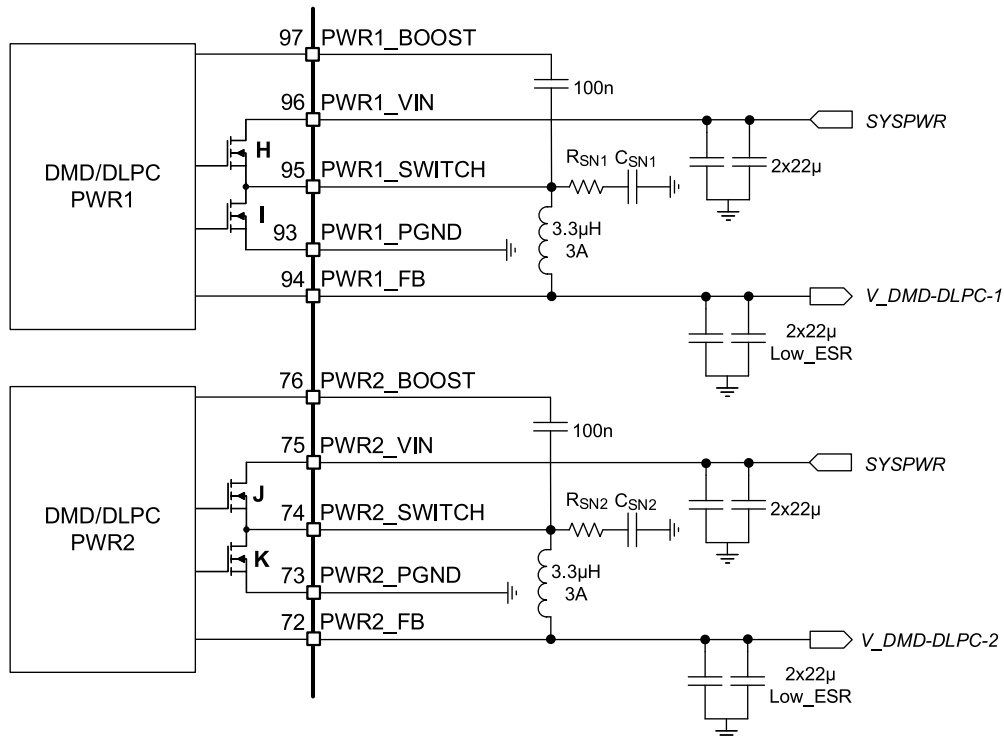 97 PWR1_BOOST
100n
96 PWR1_VIN
SYSPWR
H
DMD/DLPC
PWR1
2x22µ
95 PWR1_SWITCH
RSN1 CSN1
I
3.3µH
3A
93 PWR1_PGND
94 PWR1_FB
V_DMD-DLPC-1
2x22µ
Low_ESR
76 PWR2_BOOST
100n
75 PWR2_VIN
SYSPWR
J
DMD/DLPC
PWR2
2x22µ
74 PWR2_SWITCH
RSN2 CSN2
K
3.3µH
3A
73 PWR2_PGND
72 PWR2_FB
V_DMD-DLPC-2
2x22µ
Low_ESR